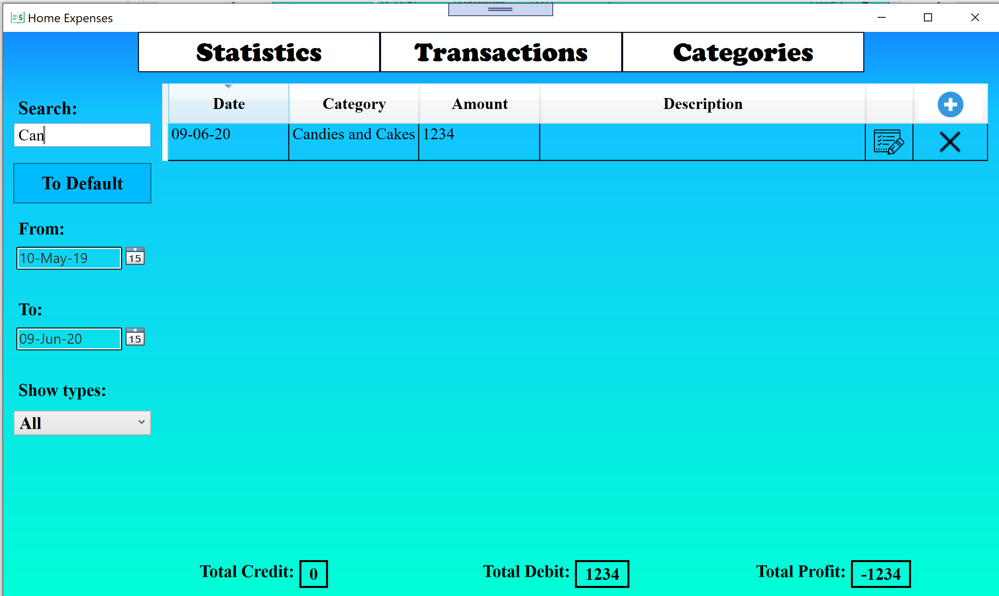 Home Expenses
Statistics Transactions Categories
Search:
Can
To Default
From:
10-May-19
15
To:
09-Jun-20
15
Show types:
All
Date Category Amount Description
09-06-20 Candies and Cakes 1234
Total Credit: 0 Total Debit: 1234 Total Profit: -1234